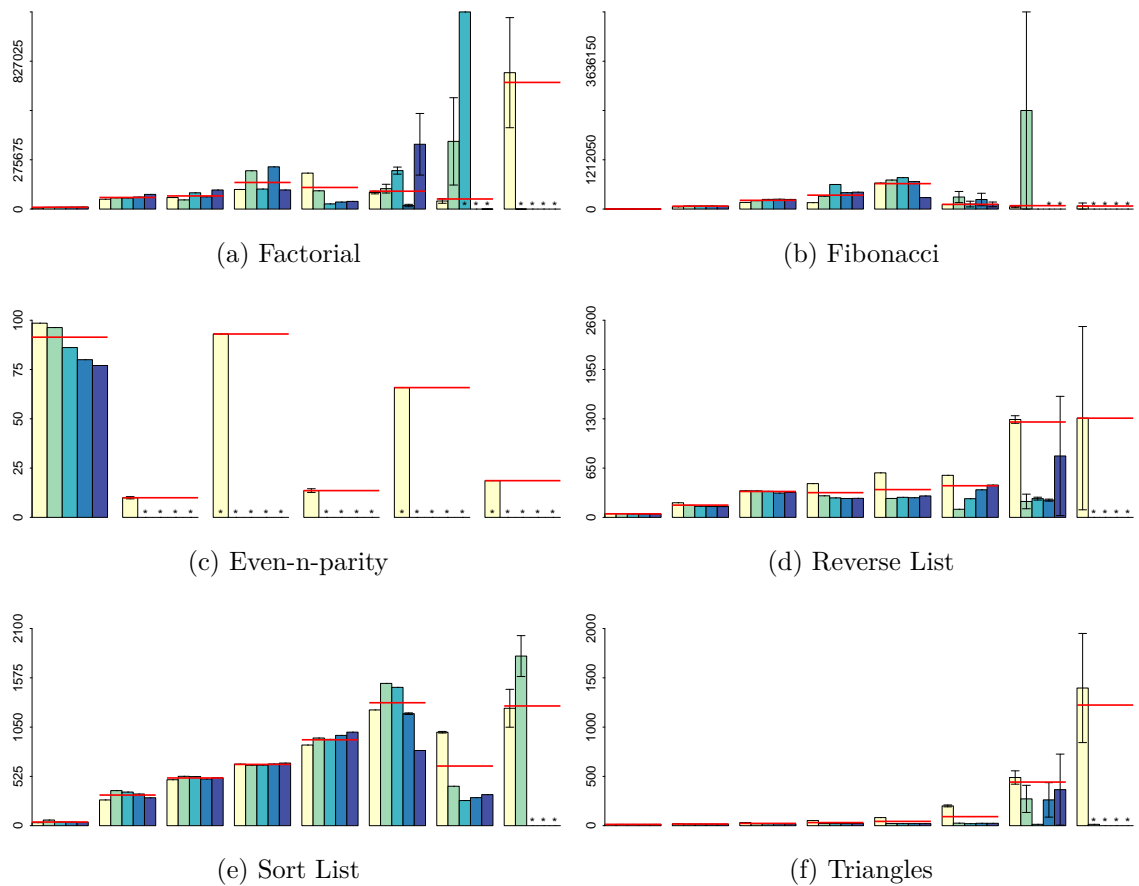 827025
275675
0
* * * * * * * *
(a) Factorial
3636150
1212050
0
* * * * * *
(b) Fibonacci
100
75
50
25
0
* * * * * * * * * * * * * * * * * * * * * * *
(c) Even-n-parity
2600
1950
1300
650
0
* * * *
(d) Reverse List
2100
1575
1050
525
0
* * *
(e) Sort List
2000
1500
1000
500
0
* * * *
(f) Triangles